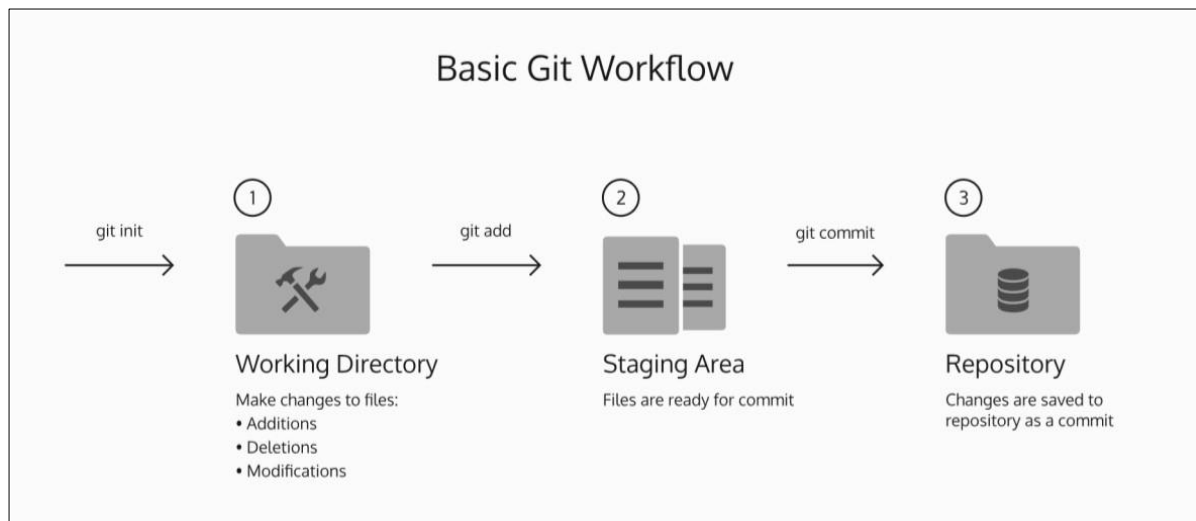 Basic Git Workflow
git init
1
Working Directory
Make changes to files:
• Additions
• Deletions
• Modifications
git add
2
Staging Area
Files are ready for commit
git commit
3
Repository
Changes are saved to
repository as a commit